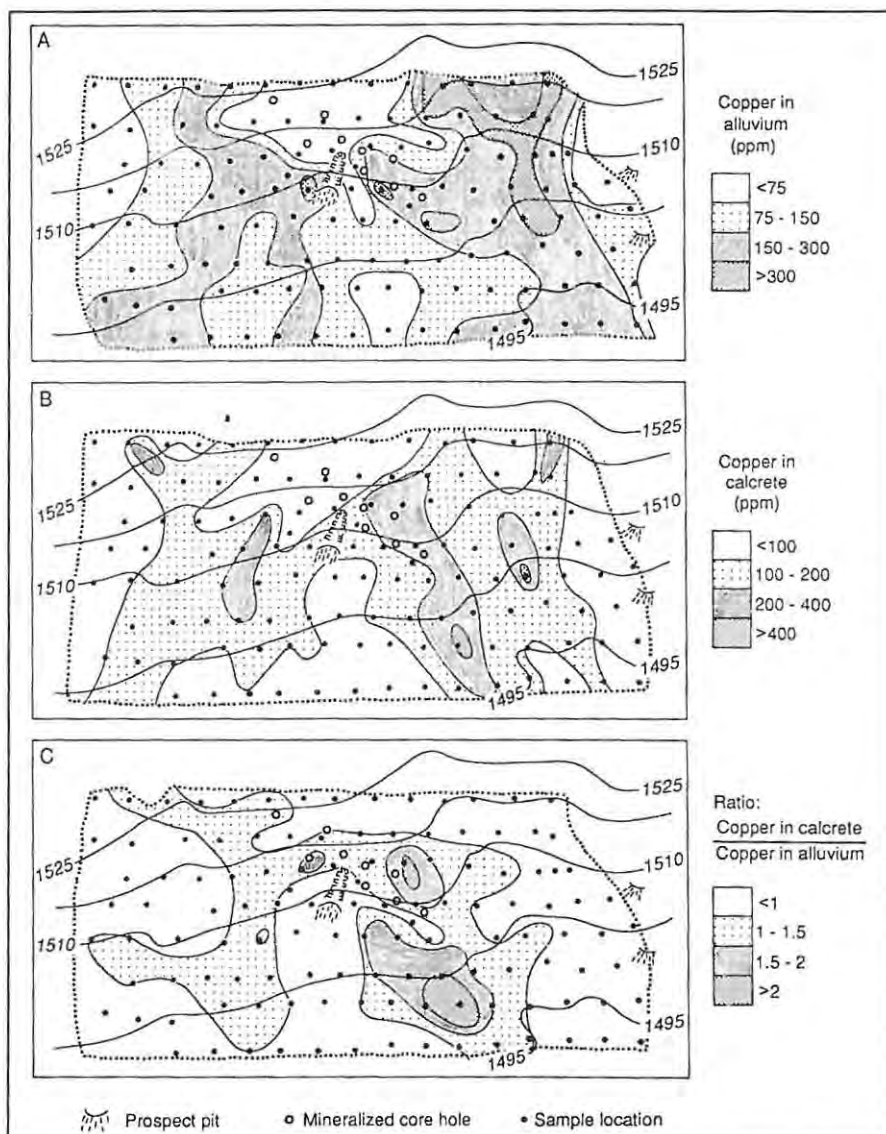 A
1525
1525
1510
1510
1495
1495
Copper in
alluvium
(ppm)
<75
75 - 150
150 - 300
>300
B
1525
1525
1510
1510
1495
1495
Copper in
calcrete
(ppm)
<100
100 - 200
200 - 400
>400
C
1525
1525
1510
1510
1495
1495
Ratio:
Copper in calcrete
Copper in alluvium
<1
1 - 1.5
1.5 - 2
>2
Prospect pit
Mineralized core hole
Sample location